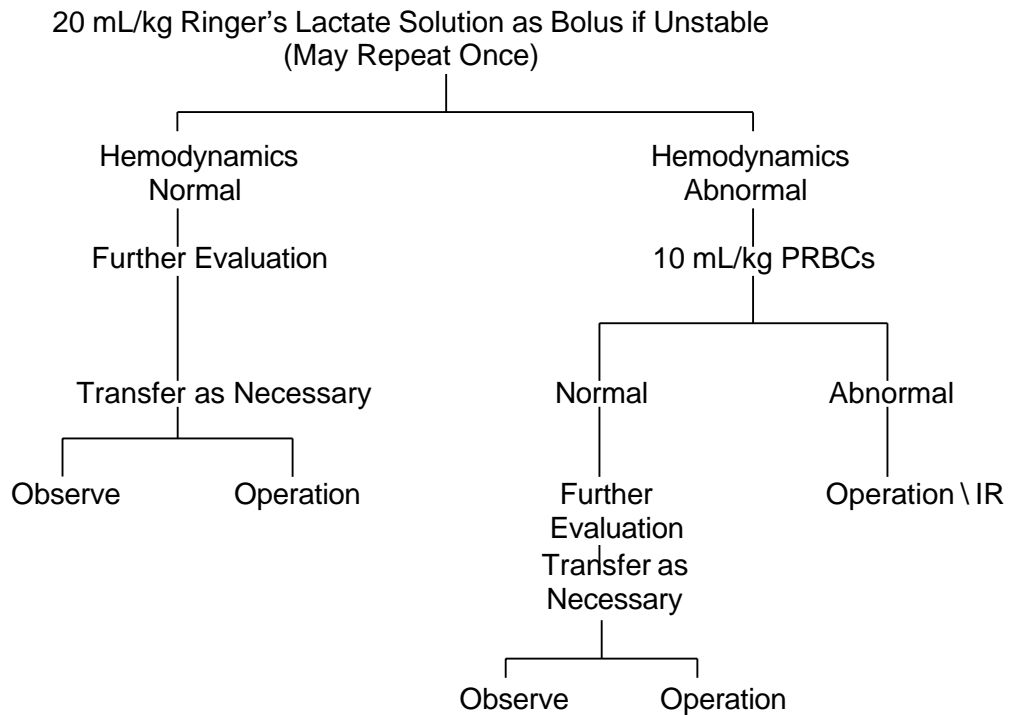 20 mL/kg Ringer’s Lactate Solution as Bolus if Unstable
(May Repeat Once)
Hemodynamics
Normal
Hemodynamics
Abnormal
Further Evaluation
10 mL/kg PRBCs
Transfer as Necessary
Normal
Abnormal
Observe
Operation
Further
Evaluation
Operation \ IR
Transfer as
Necessary
Observe
Operation